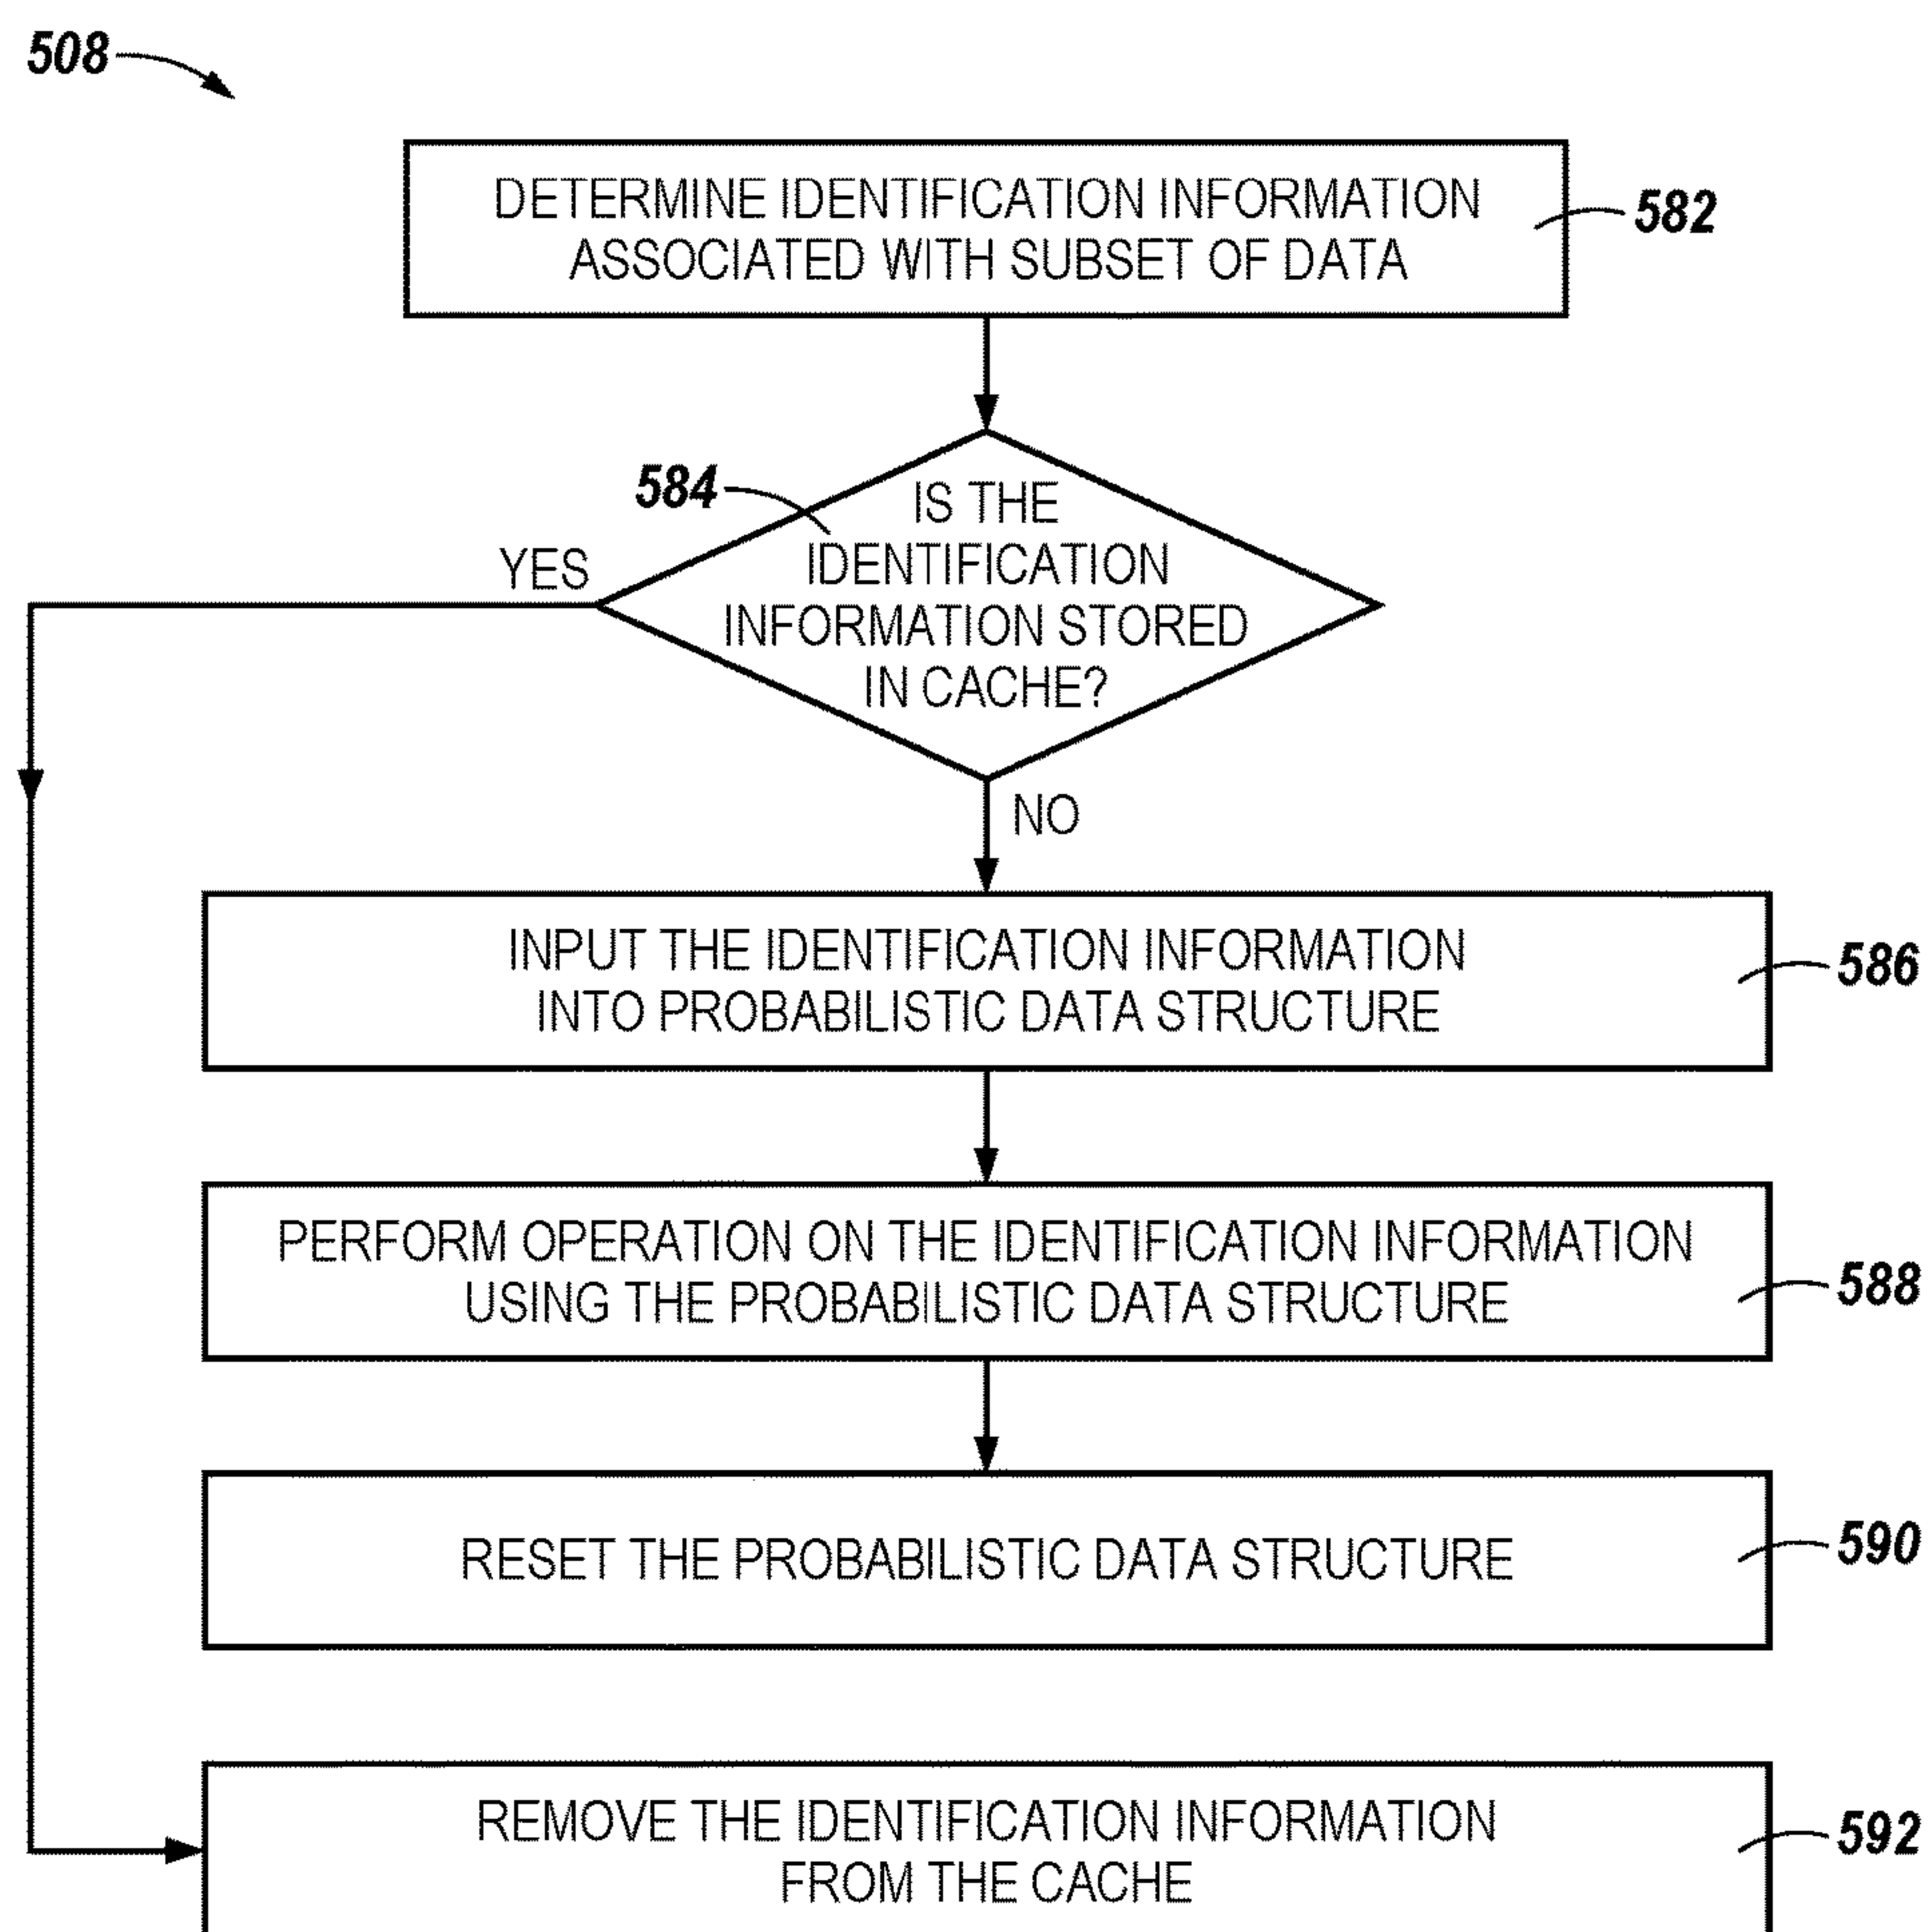 508
DETERMINE IDENTIFICATION INFORMATION
ASSOCIATED WITH SUBSET OF DATA
582
584
IS THE
IDENTIFICATION
INFORMATION STORED
IN CACHE?
YES
NO
INPUT THE IDENTIFICATION INFORMATION
INTO PROBABILISTIC DATA STRUCTURE
586
PERFORM OPERATION ON THE IDENTIFICATION INFORMATION
USING THE PROBABILISTIC DATA STRUCTURE
588
RESET THE PROBABILISTIC DATA STRUCTURE
590
REMOVE THE IDENTIFICATION INFORMATION
FROM THE CACHE
592